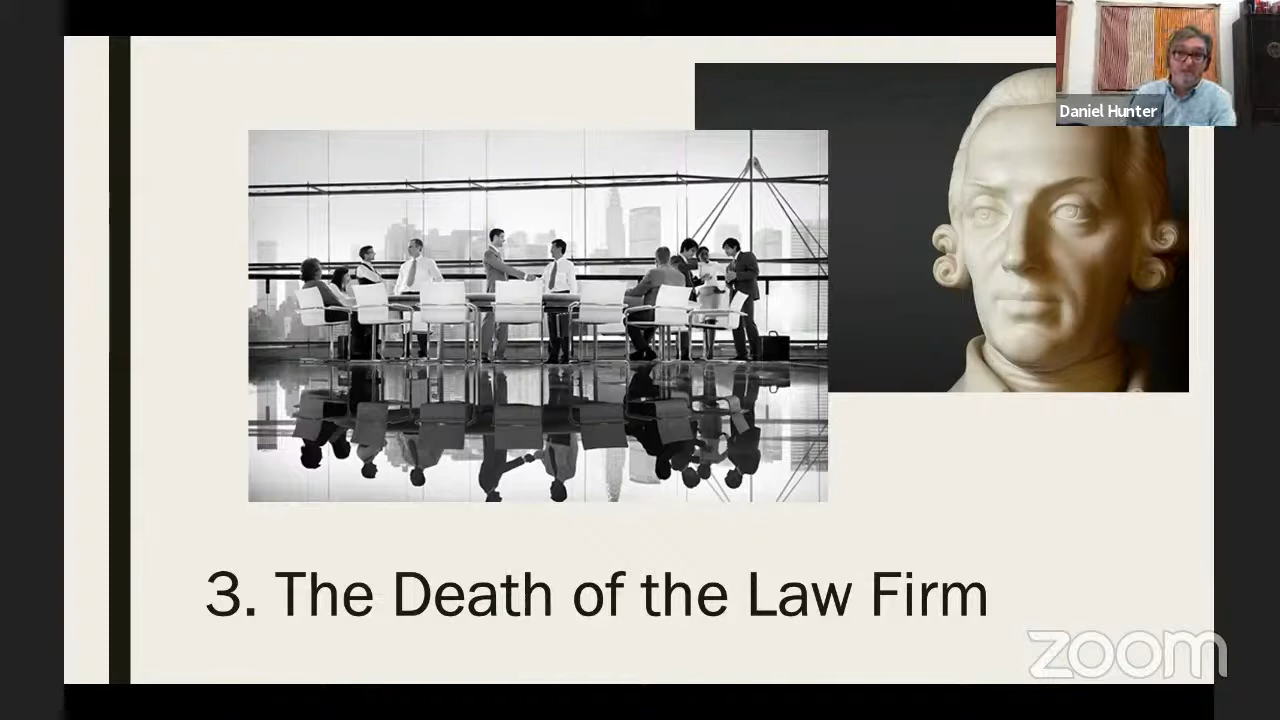 Daniel Hunter
3. The Death of the Law Firm
zoom